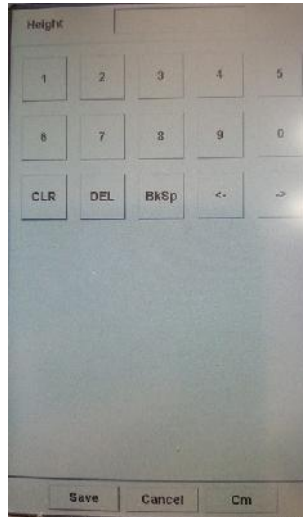 Height
1 2 3 4 5
6 7 8 9 0
CLR DEL BkSp <- ->
Save Cancel Cm